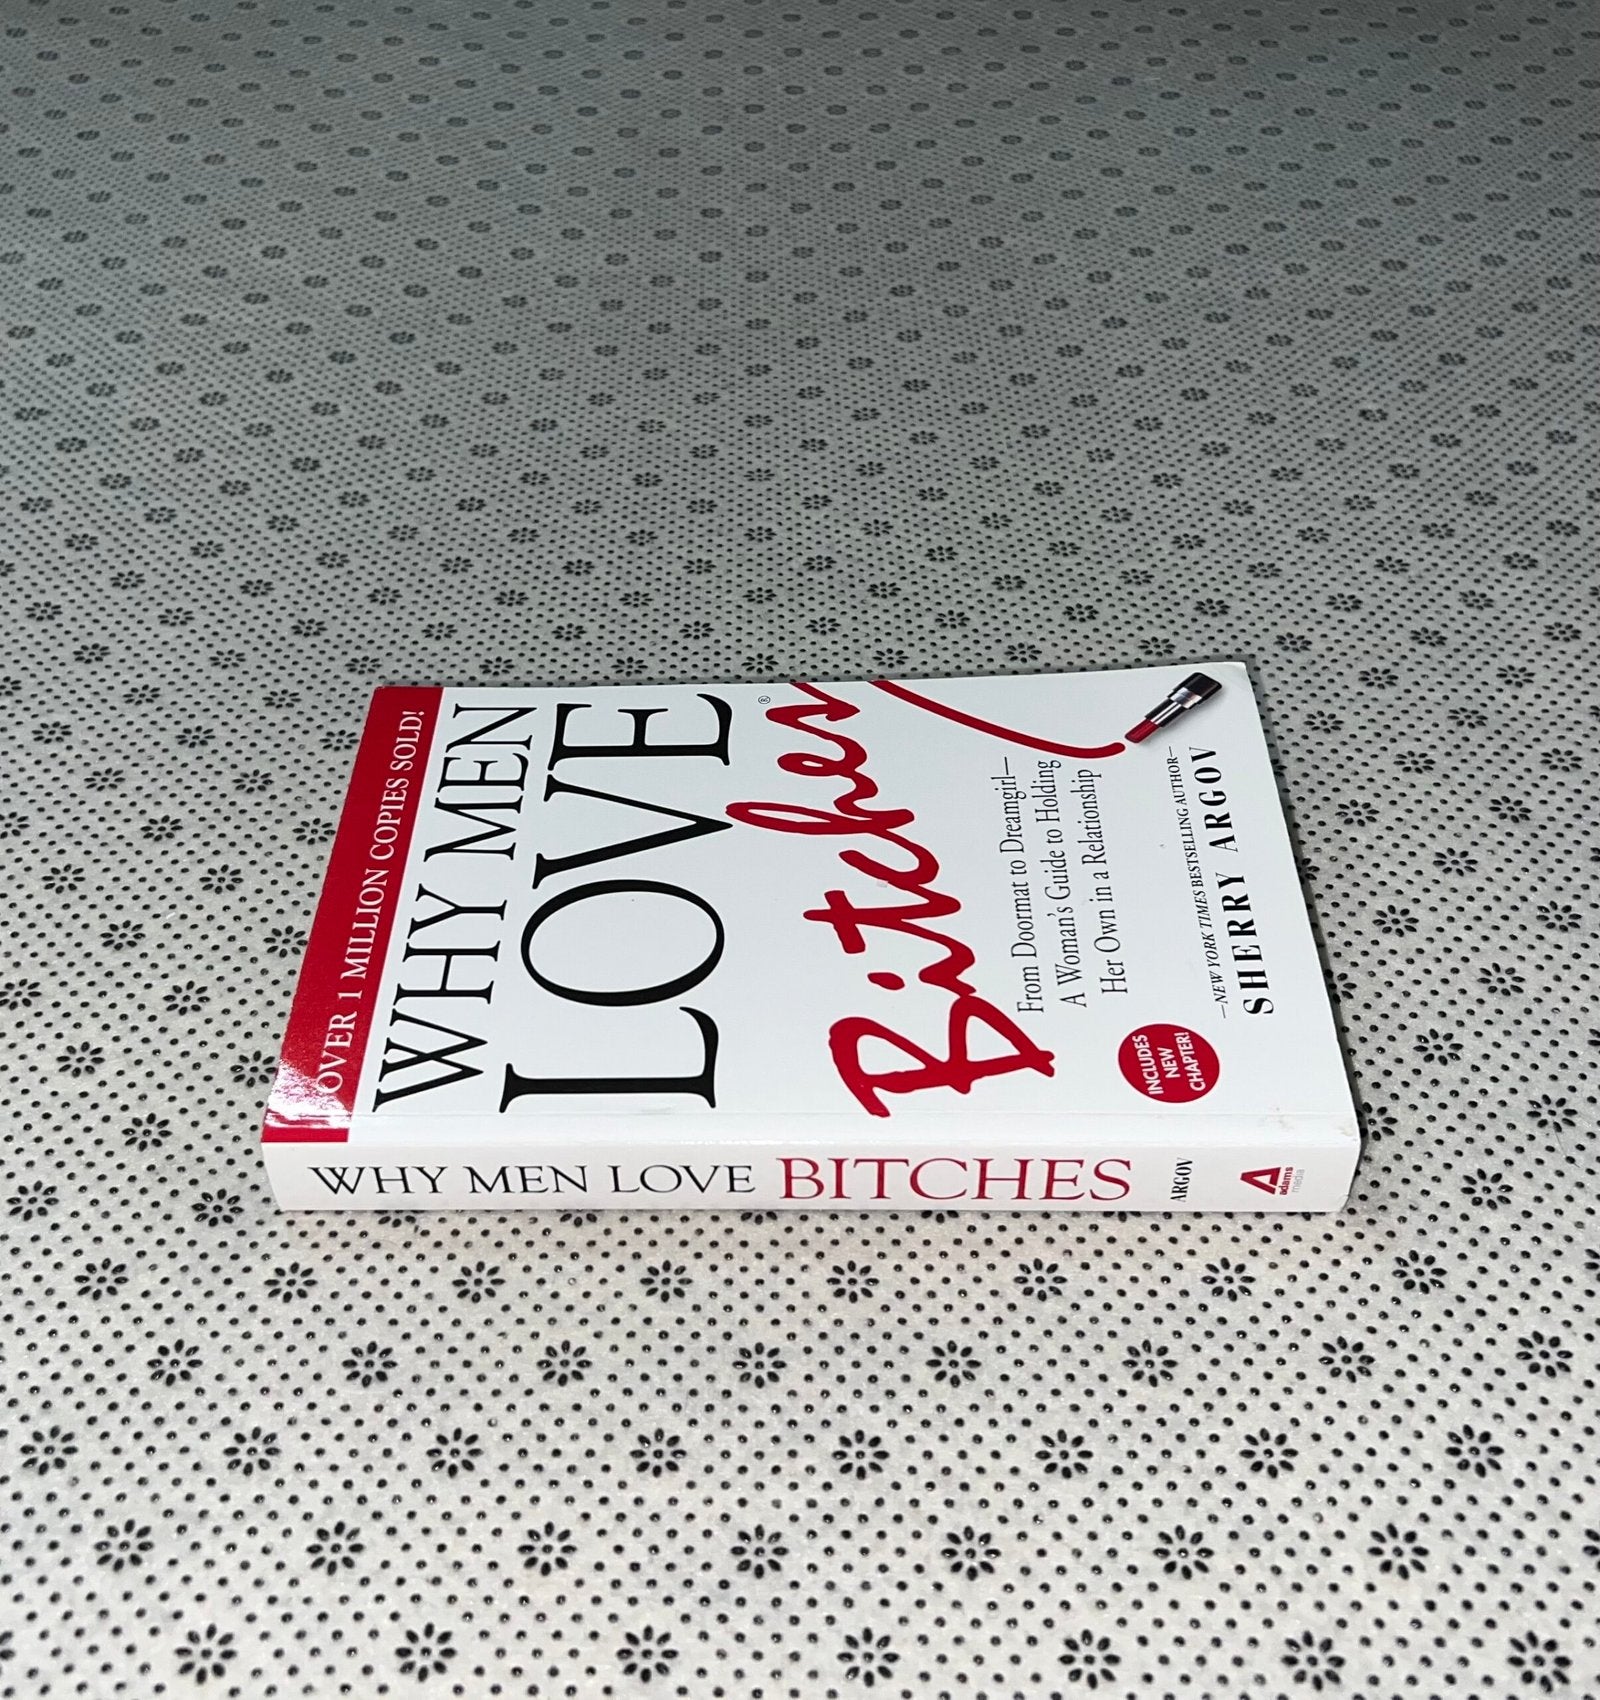 OVER 1 MILLION COPIES SOLD!
WHY MEN
LOVE
Bitches®
From Doormat to Dreamgirl—
A Woman's Guide to Holding
Her Own in a Relationship
INCLUDES
NEW
CHAPTER!
—NEW YORK TIMES BESTSELLING AUTHOR—
SHERRY ARGOV
WHY MEN LOVE BITCHES ARGOV
adams
media